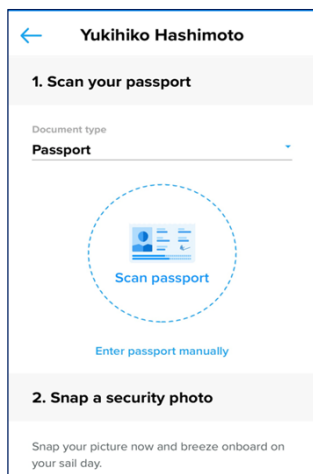 Yukihiko Hashimoto
1. Scan your passport
Document type
Passport
Scan passport
Enter passport manually
2. Snap a security photo
Snap your picture now and breeze onboard on
your sail day.